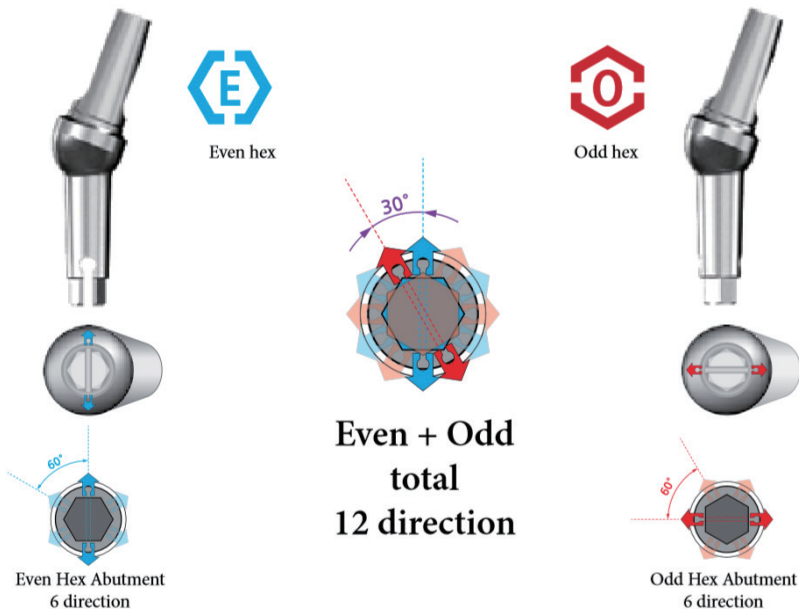 E
Even hex
O
Odd hex
30°
Even + Odd
total
12 direction
60°
Even Hex Abutment
6 direction
60°
Odd Hex Abutment
6 direction